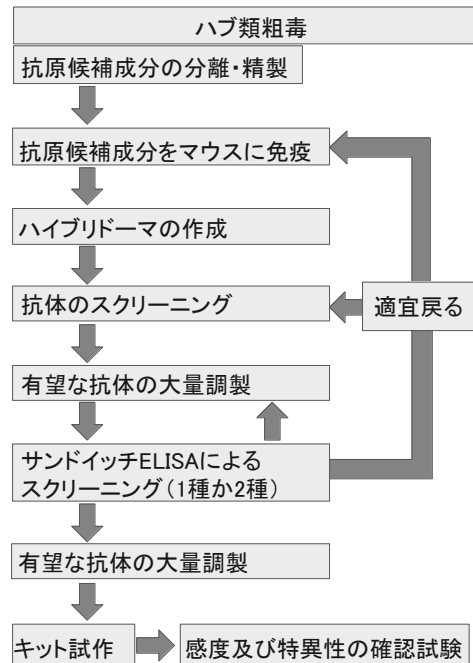 ハブ類粗毒
抗原候補成分の分離・精製
抗原候補成分をマウスに免疫
ハイブリドーマの作成
抗体のスクリーニング
適宜戻る
有望な抗体の大量調製
サンドイッチELISAによる
スクリーニング（1種か2種）
有望な抗体の大量調製
キット試作
感度及び特異性の確認試験